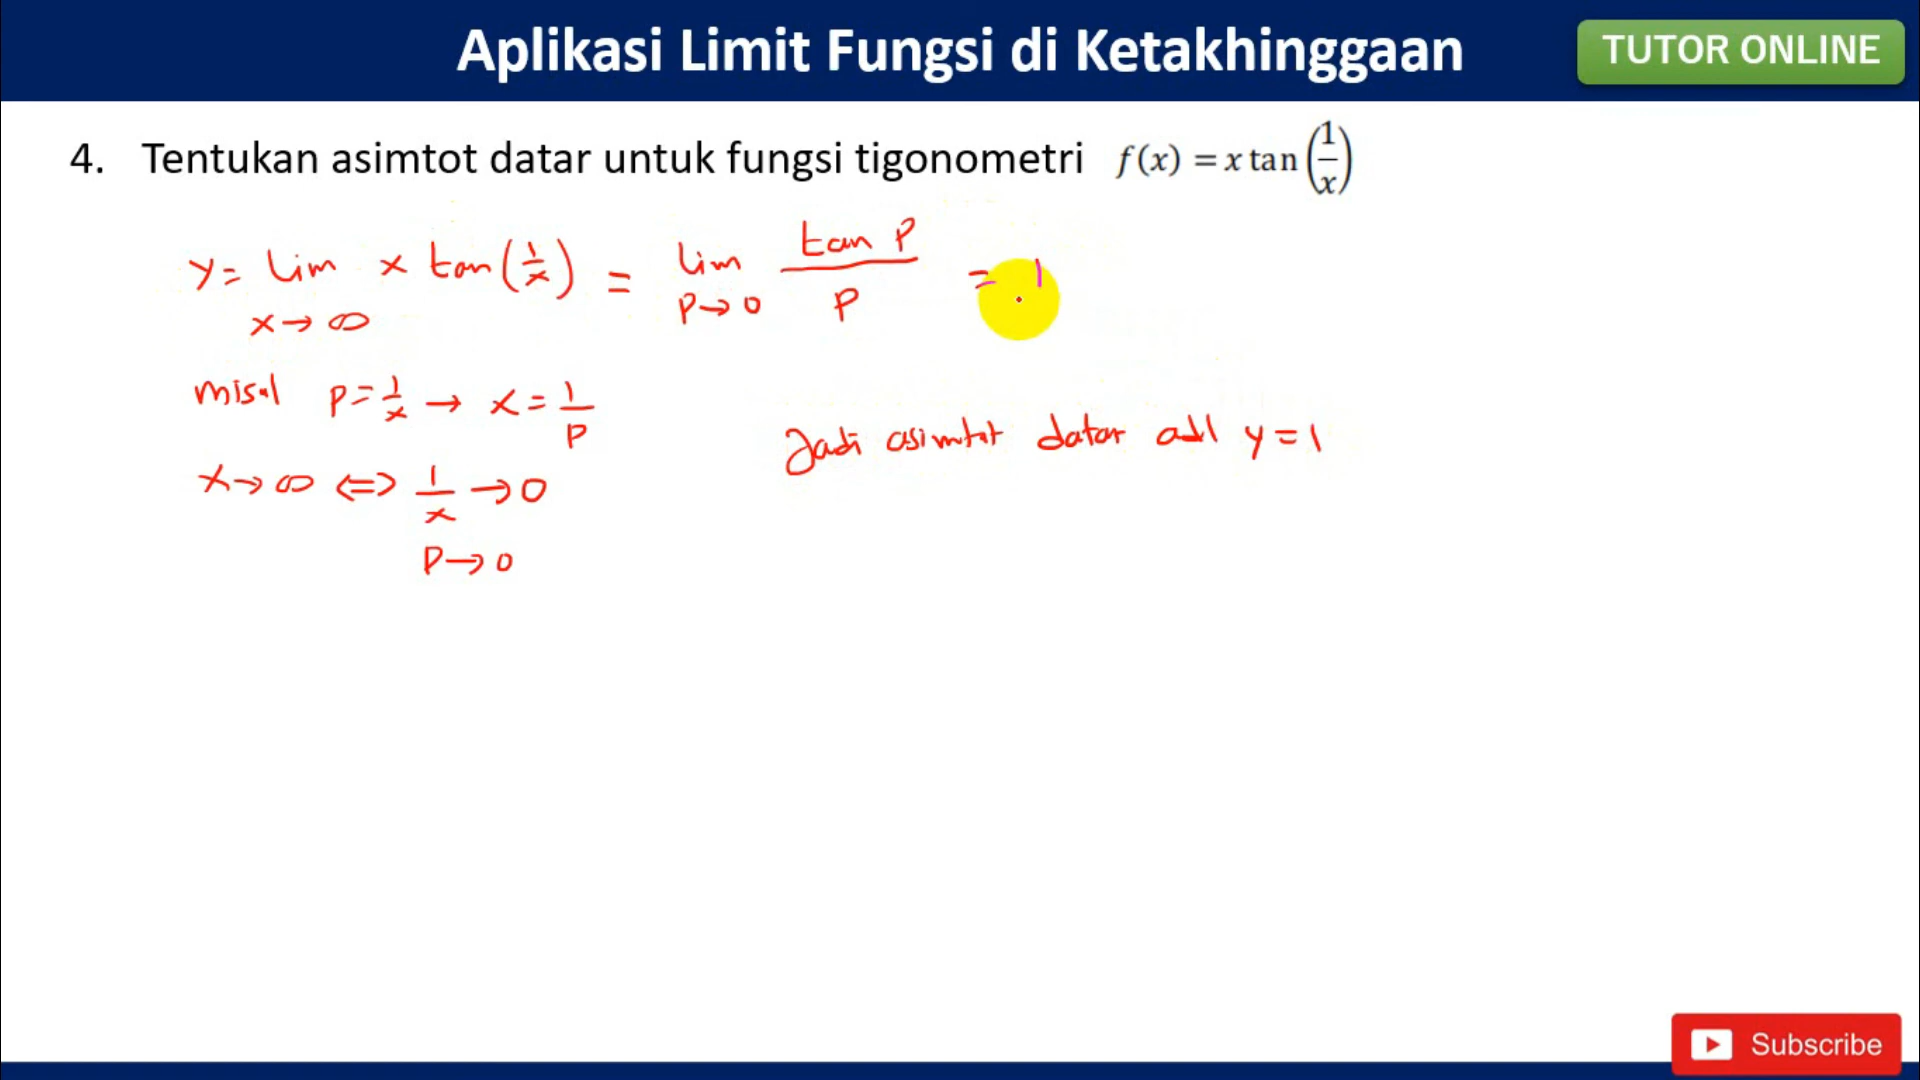 Aplikasi Limit Fungsi di Ketakhinggaan
TUTOR ONLINE
4. Tentukan asimtot datar untuk fungsi tigonometri f(x) = x tan(1/x)
y = lim x→∞ x tan(1/x) = lim p→0 tan p / p = 1
misal p = 1/x → x = 1/p
Jadi asimtot datar adl y = 1
x→∞ ⇔ 1/x → 0
p→0
Subscribe